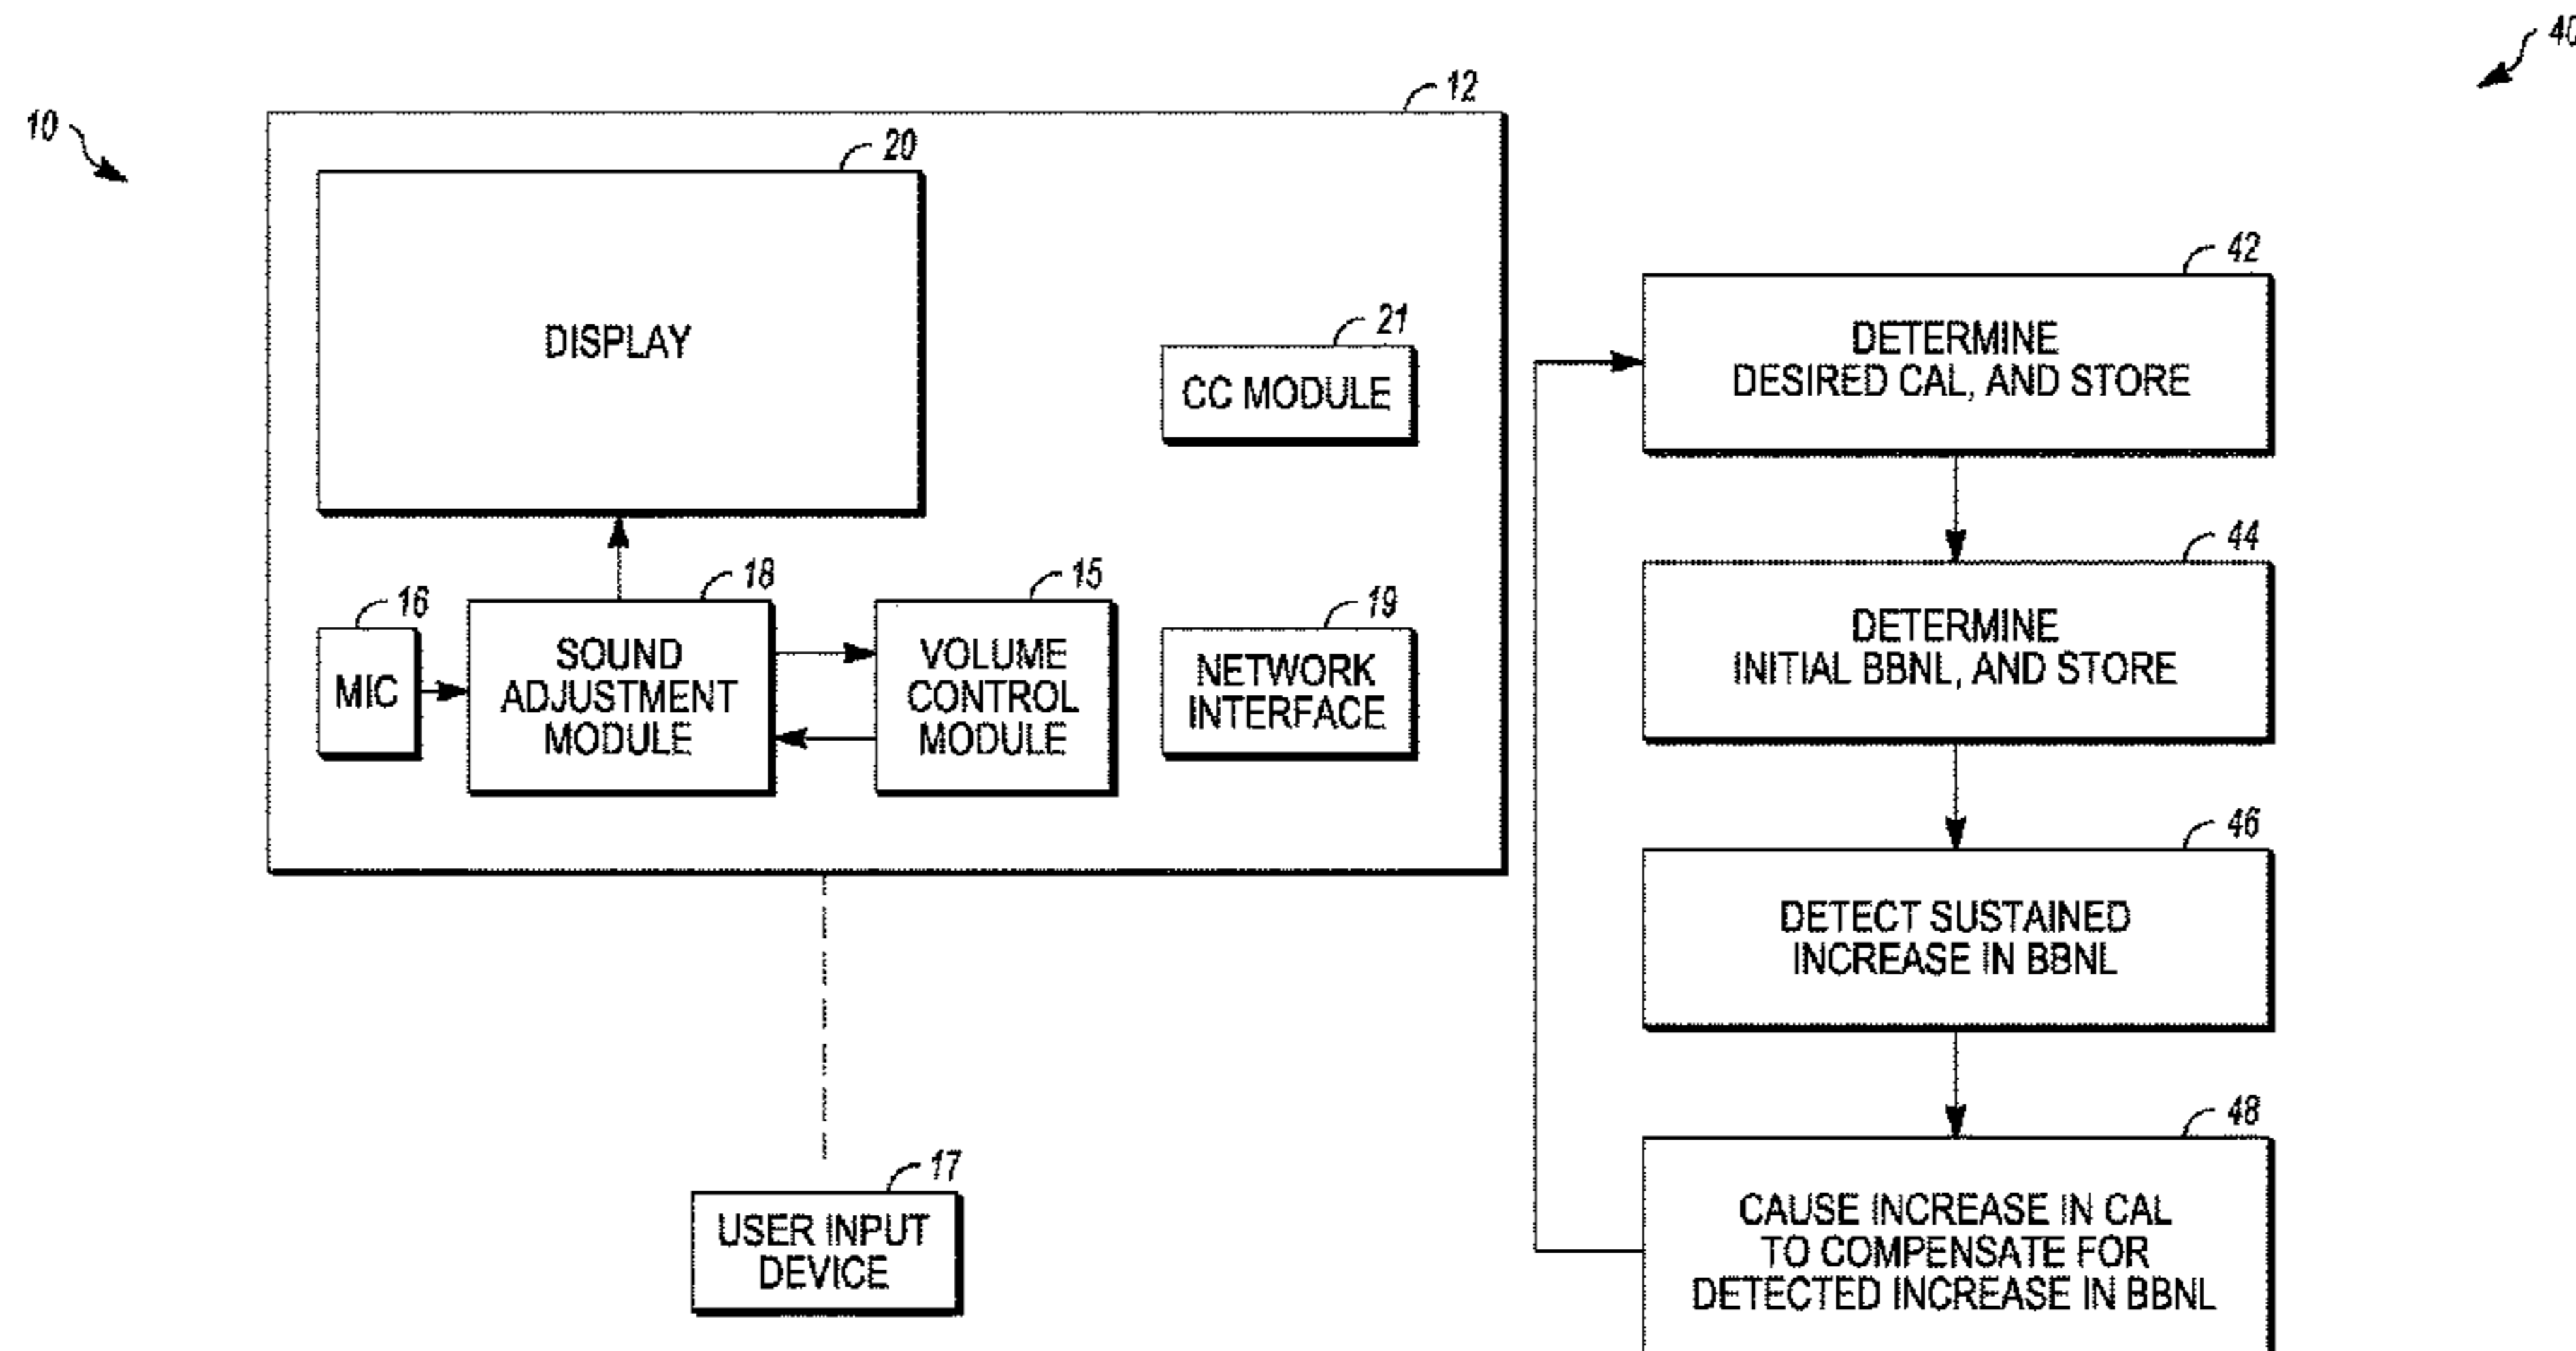 10
12
20
DISPLAY
21
CC MODULE
16
MIC
18
SOUND
ADJUSTMENT
MODULE
15
VOLUME
CONTROL
MODULE
19
NETWORK
INTERFACE
17
USER INPUT
DEVICE
40
42
DETERMINE
DESIRED CAL, AND STORE
44
DETERMINE
INITIAL BBNL, AND STORE
46
DETECT SUSTAINED
INCREASE IN BBNL
48
CAUSE INCREASE IN CAL
TO COMPENSATE FOR
DETECTED INCREASE IN BBNL